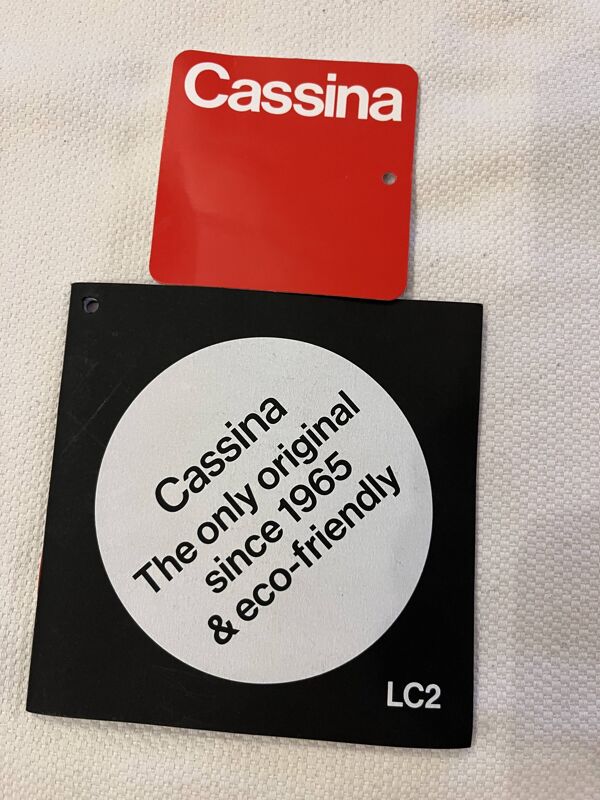 Cassina
Cassina
The only original
since 1965
& eco-friendly
LC2